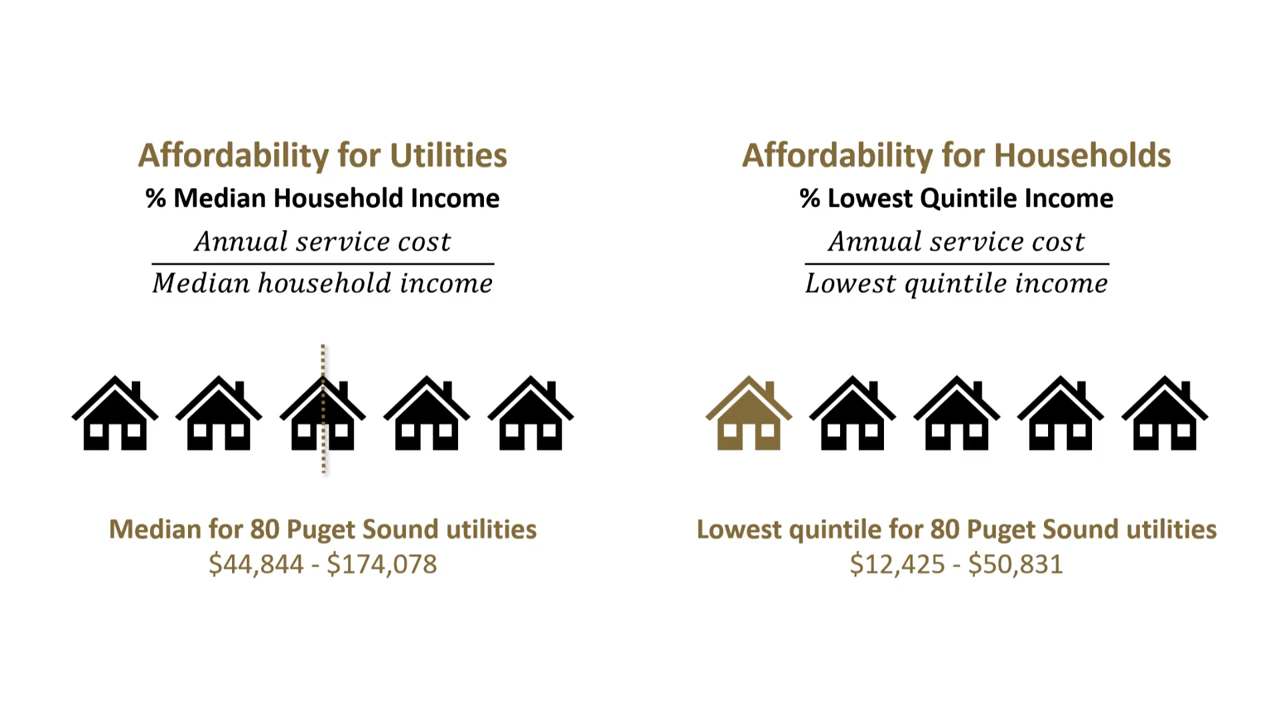 Affordability for Utilities
% Median Household Income
Annual service cost
Median household income
Median for 80 Puget Sound utilities
$44,844 - $174,078
Affordability for Households
% Lowest Quintile Income
Annual service cost
Lowest quintile income
Lowest quintile for 80 Puget Sound utilities
$12,425 - $50,831